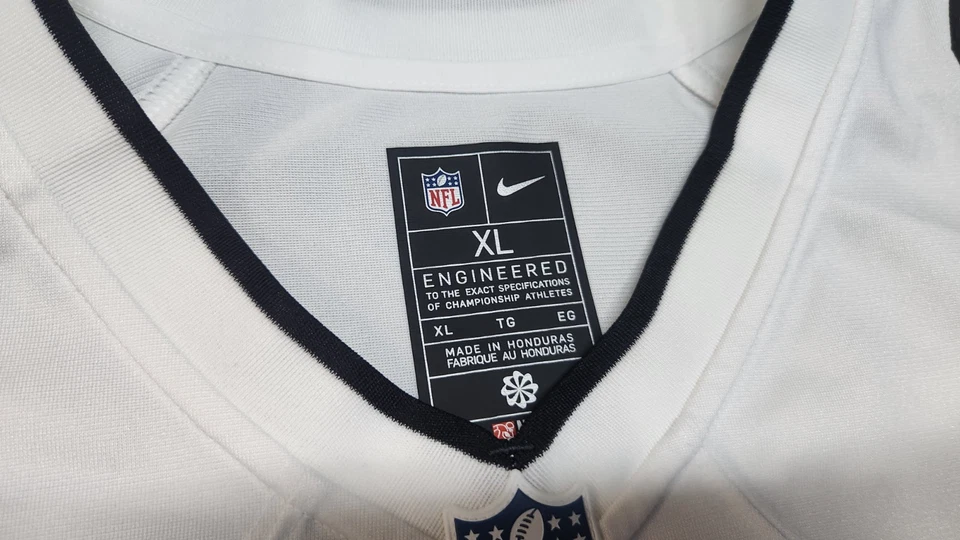 NFL
XL
ENGINEERED
TO THE EXACT SPECIFICATIONS
OF CHAMPIONSHIP ATHLETES
XL TG EG
MADE IN HONDURAS
FABRIQUE AU HONDURAS